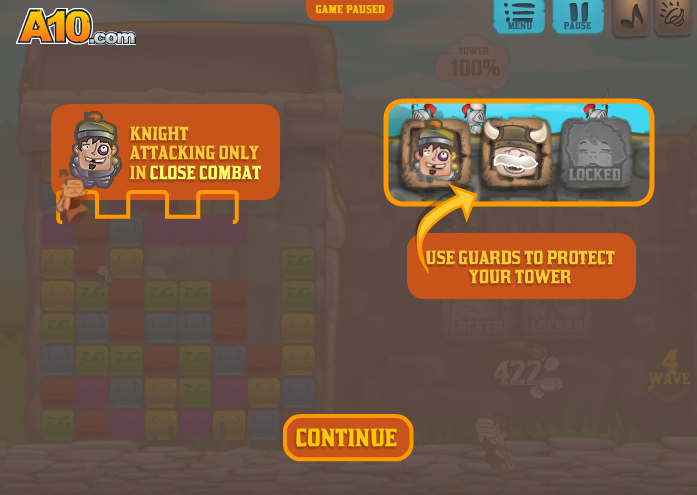 GAME PAUSED
A10.com
MENU
PAUSE
TOWER
100%
KNIGHT
ATTACKING ONLY
IN CLOSE COMBAT
LOCKED
USE GUARDS TO PROTECT
YOUR TOWER
LOCKED
LOCKED
422
4
WAVE
CONTINUE